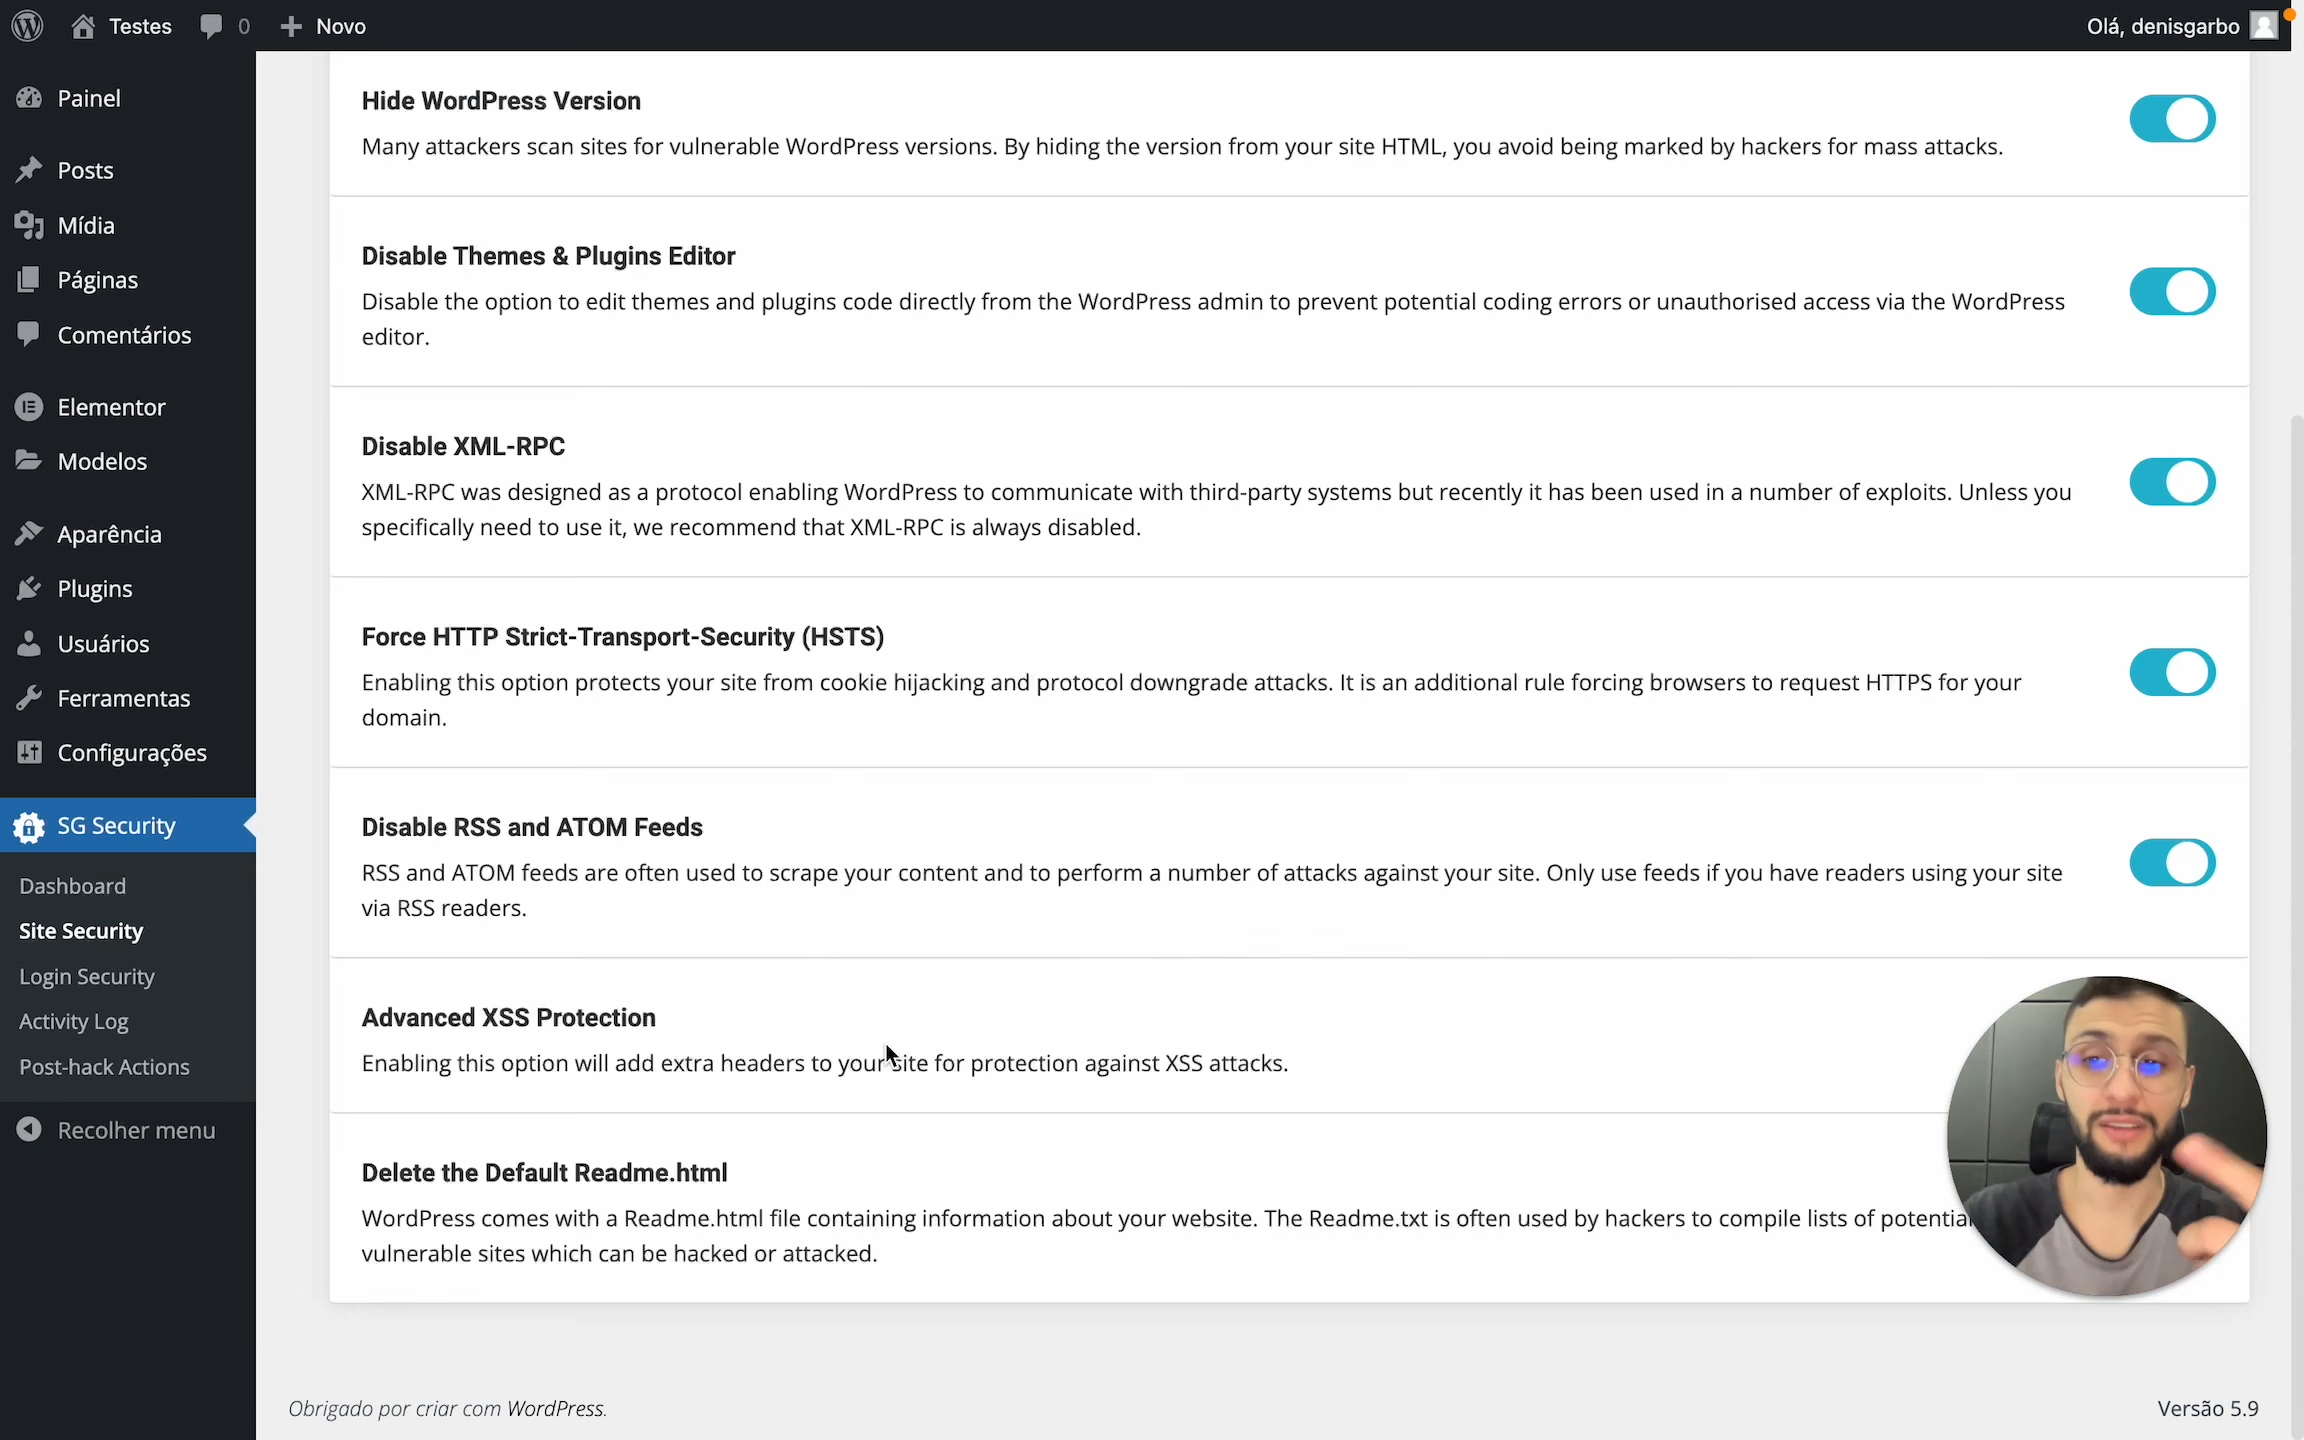 Testes
0
Novo
Olá, denisgarbo
Painel
Posts
Mídia
Páginas
Comentários
Elementor
Modelos
Aparência
Plugins
Usuários
Ferramentas
Configurações
SG Security
Dashboard
Site Security
Login Security
Activity Log
Post-hack Actions
Recolher menu
Hide WordPress Version
Many attackers scan sites for vulnerable WordPress versions. By hiding the version from your site HTML, you avoid being marked by hackers for mass attacks.
Disable Themes & Plugins Editor
Disable the option to edit themes and plugins code directly from the WordPress admin to prevent potential coding errors or unauthorised access via the WordPress
editor.
Disable XML-RPC
XML-RPC was designed as a protocol enabling WordPress to communicate with third-party systems but recently it has been used in a number of exploits. Unless you
specifically need to use it, we recommend that XML-RPC is always disabled.
Force HTTP Strict-Transport-Security (HSTS)
Enabling this option protects your site from cookie hijacking and protocol downgrade attacks. It is an additional rule forcing browsers to request HTTPS for your
domain.
Disable RSS and ATOM Feeds
RSS and ATOM feeds are often used to scrape your content and to perform a number of attacks against your site. Only use feeds if you have readers using your site
via RSS readers.
Advanced XSS Protection
Enabling this option will add extra headers to your site for protection against XSS attacks.
Delete the Default Readme.html
WordPress comes with a Readme.html file containing information about your website. The Readme.txt is often used by hackers to compile lists of
vulnerable sites which can be hacked or attacked.
Obrigado por criar com WordPress.
Versão 5.9